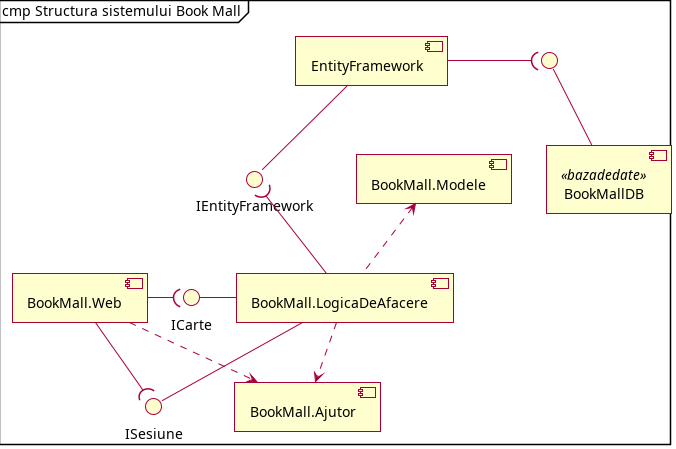 cmp Structura sistemului Book Mall
EntityFramework
BookMall.Modele
«bazadedate»
BookMallDB
IEntityFramework
BookMall.Web
BookMall.LogicaDeAfacere
ICarte
BookMall.Ajutor
ISesiune